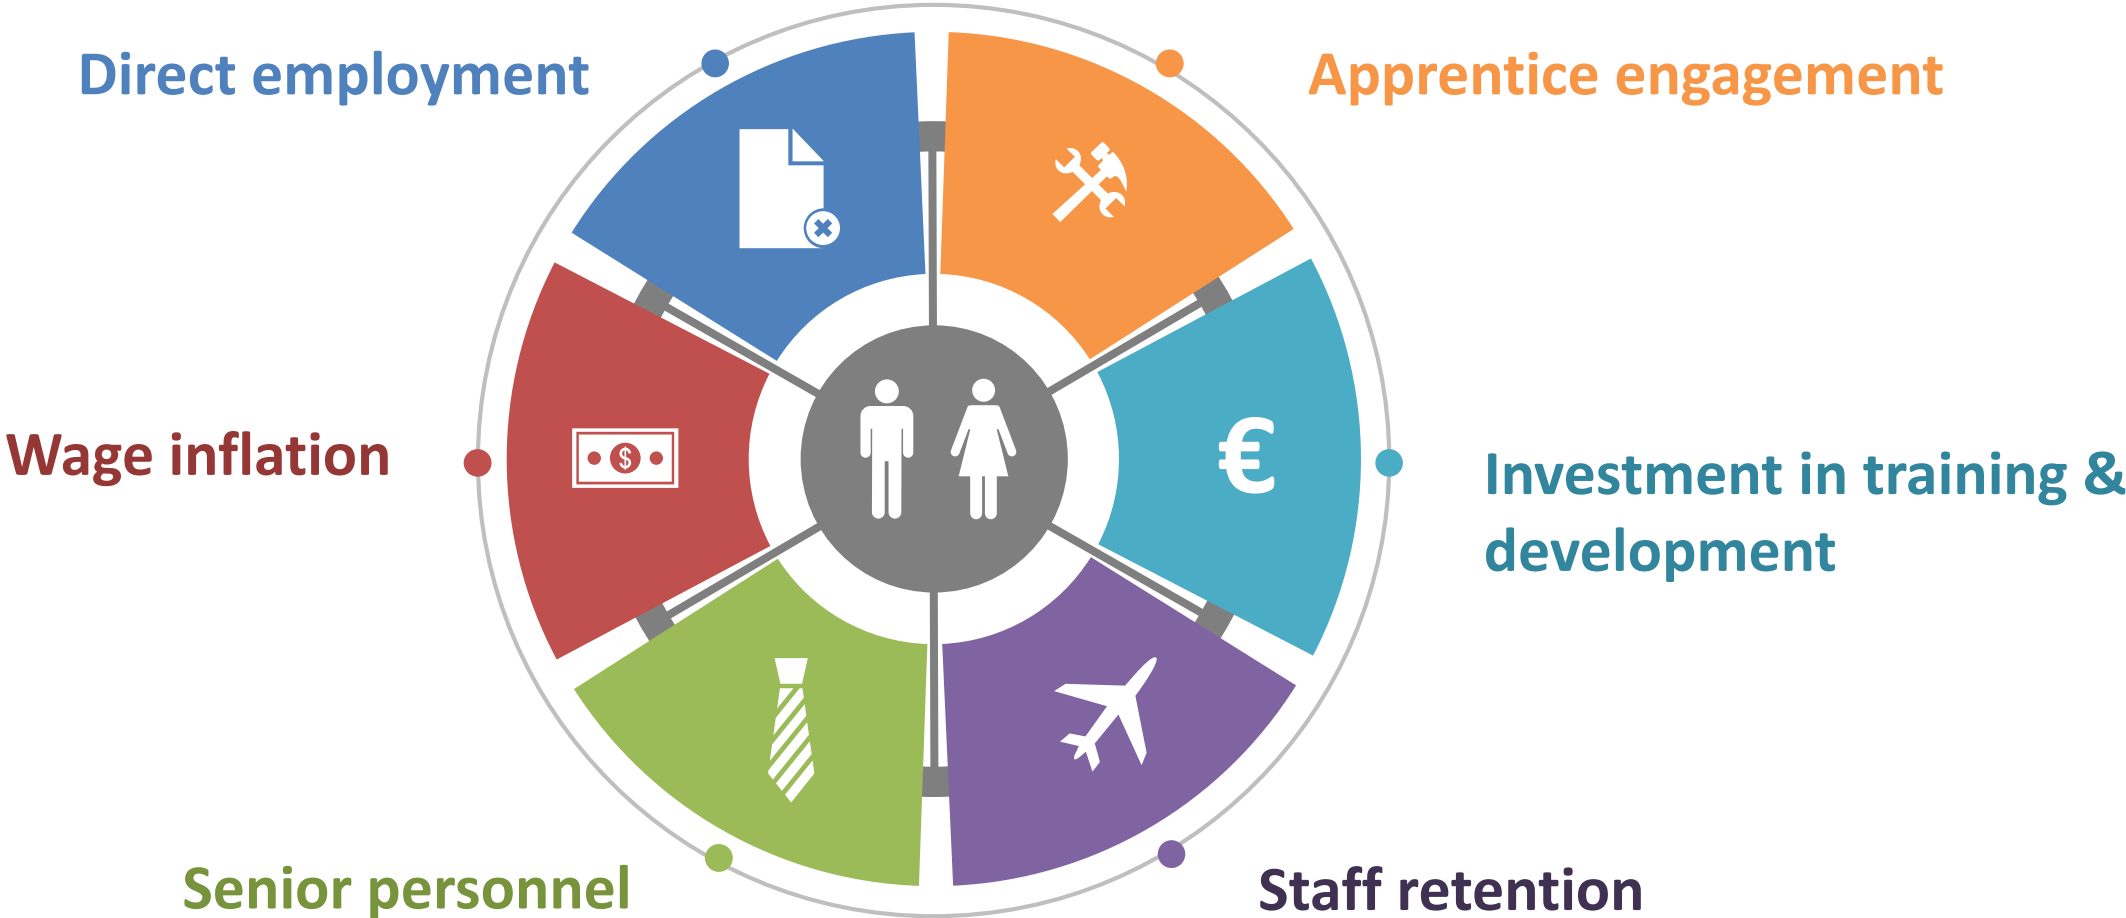 Direct employment
Apprentice engagement
$
€
Wage inflation
Investment in training &
development
Senior personnel
Staff retention